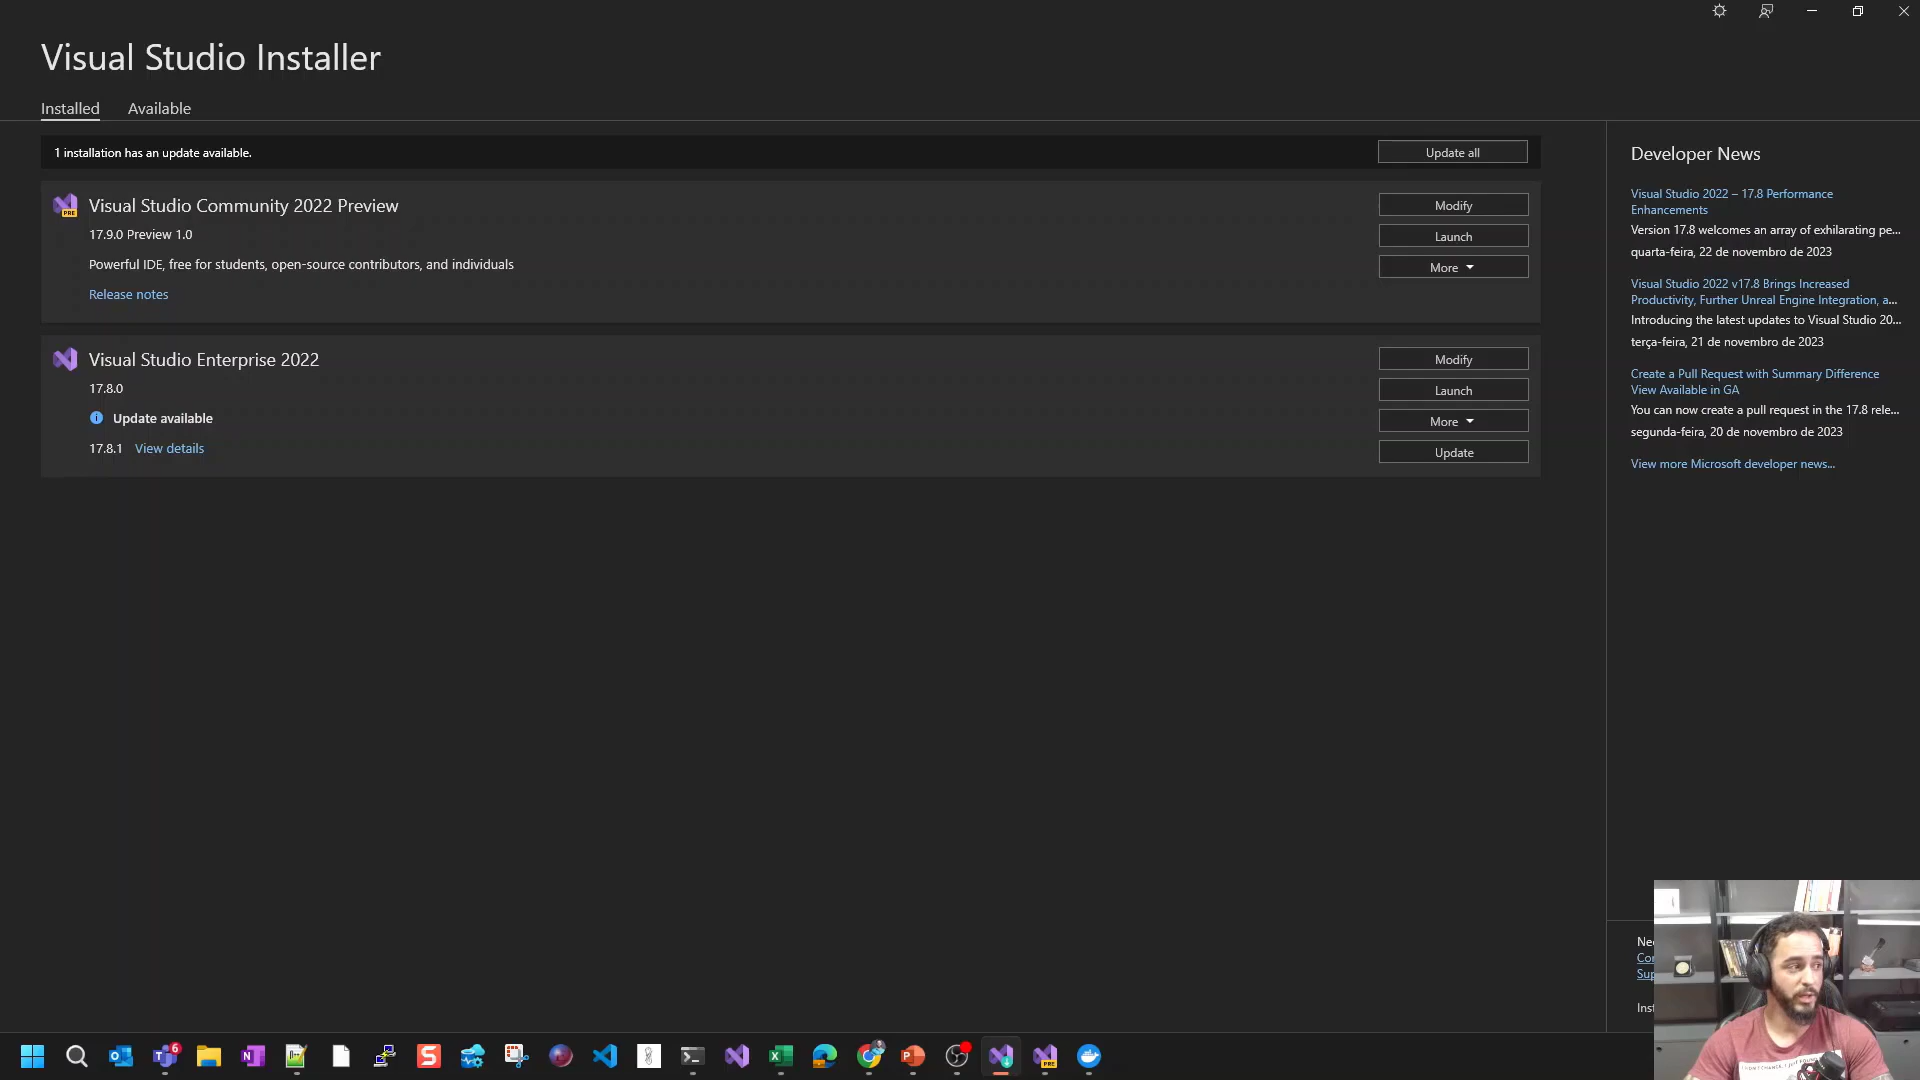 Visual Studio Installer
Installed
Available
1 installation has an update available.
Update all
Visual Studio Community 2022 Preview
17.9.0 Preview 1.0
Powerful IDE, free for students, open-source contributors, and individuals
Release notes
Modify
Launch
More
Visual Studio Enterprise 2022
17.8.0
Update available
17.8.1 View details
Modify
Launch
More
Update
Developer News
Visual Studio 2022 – 17.8 Performance
Enhancements
Version 17.8 welcomes an array of exhilarating pe...
quarta-feira, 22 de novembro de 2023
Visual Studio 2022 v17.8 Brings Increased
Productivity, Further Unreal Engine Integration, a...
Introducing the latest updates to Visual Studio 20...
terça-feira, 21 de novembro de 2023
Create a Pull Request with Summary Difference
View Available in GA
You can now create a pull request in the 17.8 rele...
segunda-feira, 20 de novembro de 2023
View more Microsoft developer news...
PRE
6
PRE